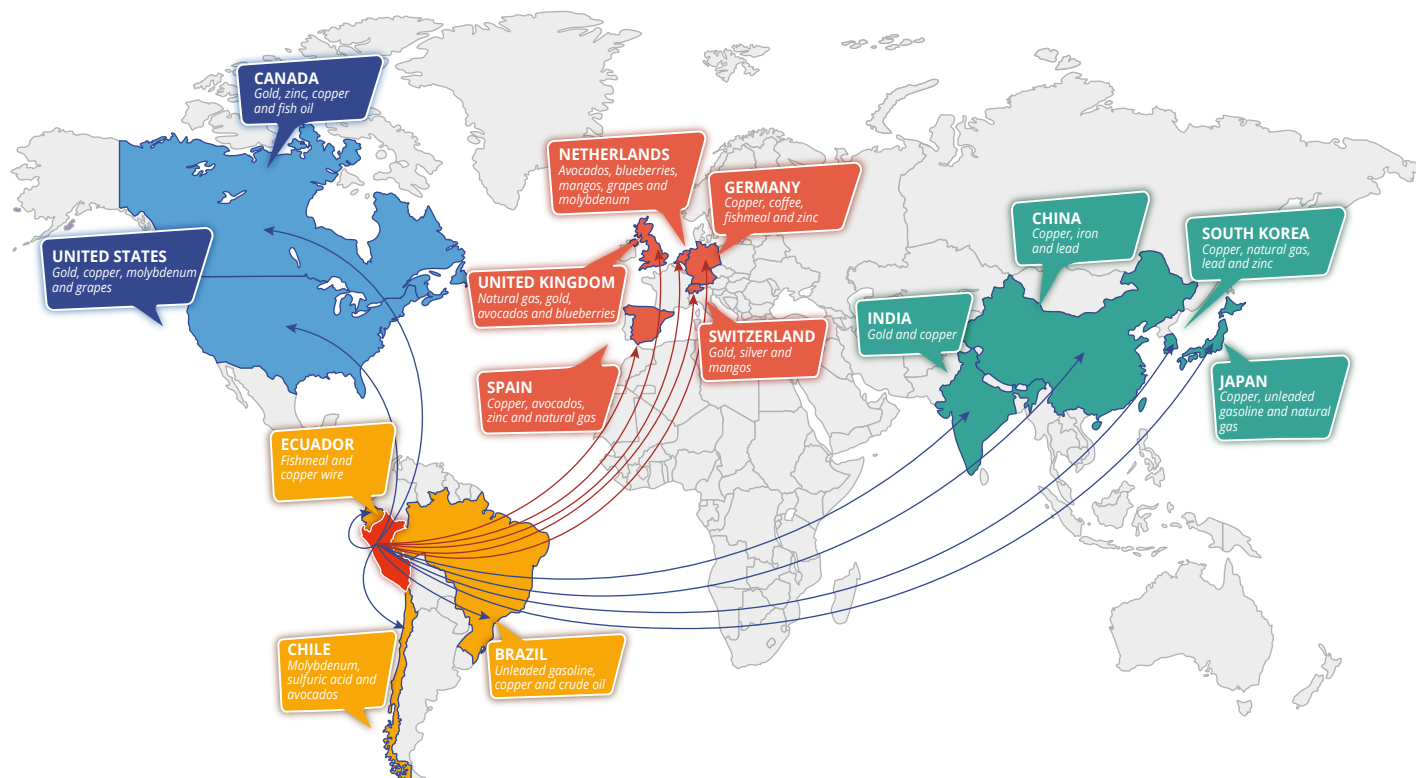 CANADA
Gold, zinc, copper
and fish oil
UNITED STATES
Gold, copper, molybdenum
and grapes
NETHERLANDS
Avocados, blueberries,
mangos, grapes and
molybdenum
GERMANY
Copper, coffee,
fishmeal and zinc
UNITED KINGDOM
Natural gas, gold,
avocados and blueberries
SWITZERLAND
Gold, silver and
mangos
SPAIN
Copper, avocados,
zinc and natural gas
CHINA
Copper, iron
and lead
SOUTH KOREA
Copper, natural gas,
lead and zinc
INDIA
Gold and copper
JAPAN
Copper, unleaded
gasoline and natural
gas
ECUADOR
Fishmeal and
copper wire
CHILE
Molybdenum,
sulfuric acid and
avocados
BRAZIL
Unleaded gasoline,
copper and crude oil